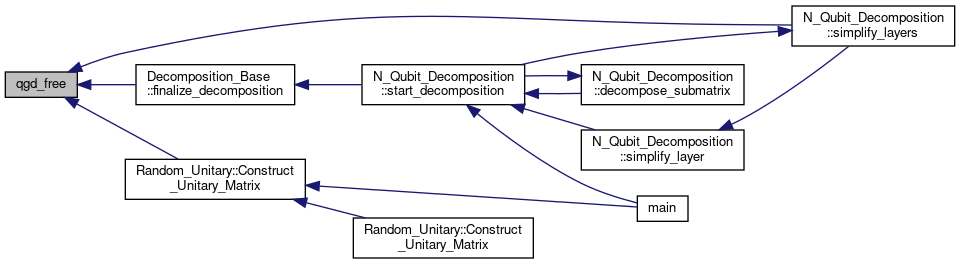 qgd_free
Decomposition_Base
::finalize_decomposition
Random_Unitary::Construct
_Unitary_Matrix
N_Qubit_Decomposition
::start_decomposition
Random_Unitary::Construct
_Unitary_Matrix
N_Qubit_Decomposition
::simplify_layers
N_Qubit_Decomposition
::decompose_submatrix
N_Qubit_Decomposition
::simplify_layer
main